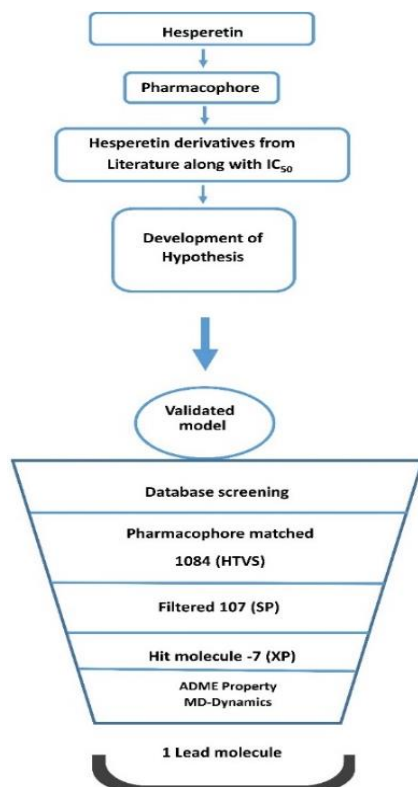 Hesperetin
Pharmacophore
Hesperetin derivatives from
Literature along with IC₅₀
Development of
Hypothesis
Validated
model
Database screening
Pharmacophore matched
1084 (HTVS)
Filtered 107 (SP)
Hit molecule -7 (XP)
ADME Property
MD-Dynamics
1 Lead molecule